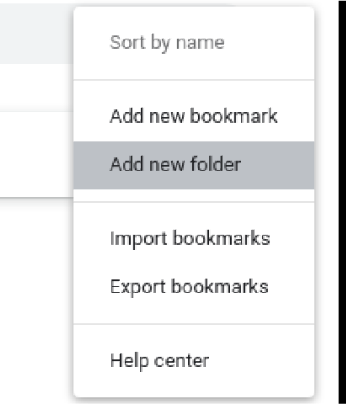 Sort by name
Add new bookmark
Add new folder
Import bookmarks
Export bookmarks
Help center